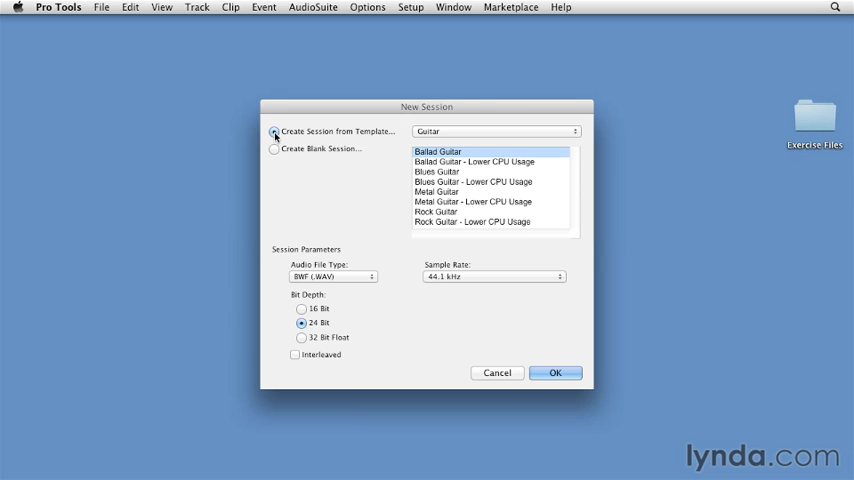 Pro Tools File Edit View Track Clip Event AudioSuite Options Setup Window Marketplace Help
New Session
Create Session from Template... Guitar
Create Blank Session...
Ballad Guitar
Ballad Guitar - Lower CPU Usage
Blues Guitar
Blues Guitar - Lower CPU Usage
Metal Guitar
Metal Guitar - Lower CPU Usage
Rock Guitar
Rock Guitar - Lower CPU Usage
Exercise Files
Session Parameters
Audio File Type: Sample Rate:
BWF (.WAV) 44.1 kHz
Bit Depth:
16 Bit
24 Bit
32 Bit Float
Interleaved
Cancel OK
lynda.com